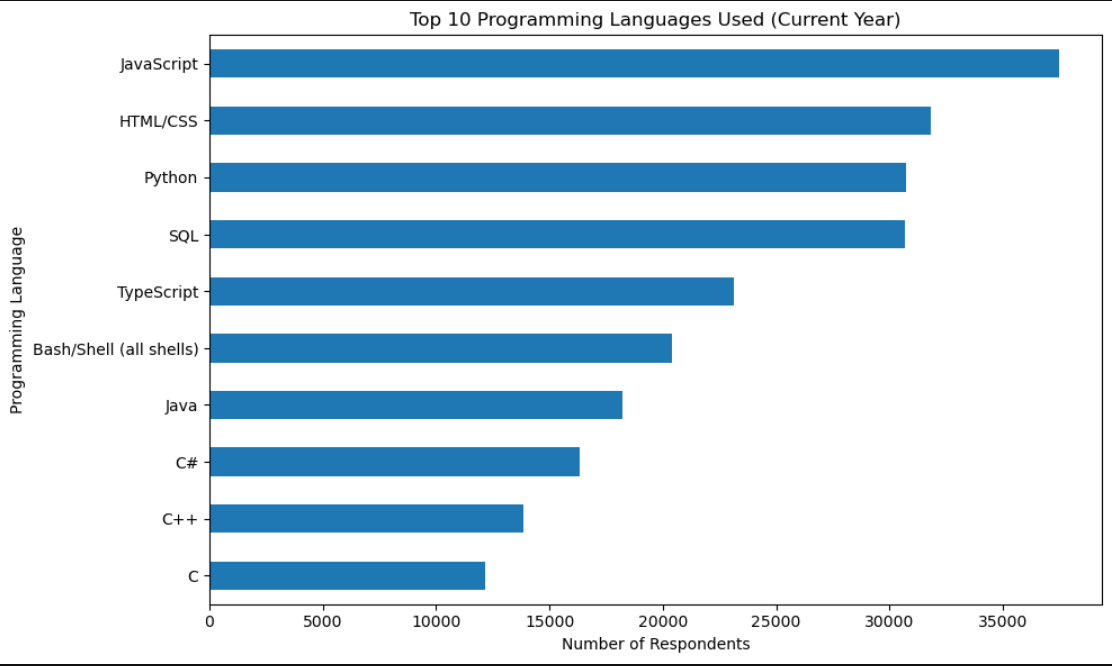 Top 10 Programming Languages Used (Current Year)
Programming Language
JavaScript
HTML/CSS
Python
SQL
TypeScript
Bash/Shell (all shells)
Java
C#
C++
C
0 5000 10000 15000 20000 25000 30000 35000
Number of Respondents